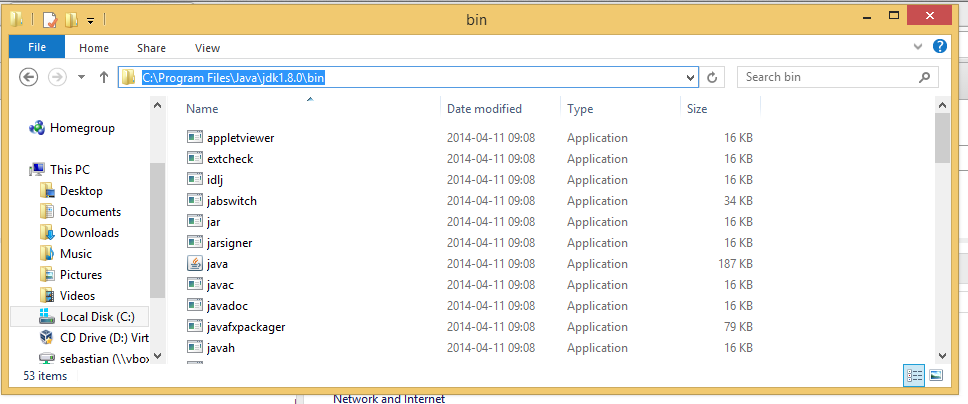 bin
File Home Share View
C:\Program Files\Java\jdk1.8.0\bin Search bin
Name Date modified Type Size
Homegroup
This PC
Desktop
Documents
Downloads
Music
Pictures
Videos
Local Disk (C:)
CD Drive (D:) Virt
sebastian (\\vbox
appletviewer 2014-04-11 09:08 Application 16 KB
extcheck 2014-04-11 09:08 Application 16 KB
idlj 2014-04-11 09:08 Application 16 KB
jabswitch 2014-04-11 09:08 Application 34 KB
jar 2014-04-11 09:08 Application 16 KB
jarsigner 2014-04-11 09:08 Application 16 KB
java 2014-04-11 09:08 Application 187 KB
javac 2014-04-11 09:08 Application 16 KB
javadoc 2014-04-11 09:08 Application 16 KB
javafxpackager 2014-04-11 09:08 Application 79 KB
javah 2014-04-11 09:08 Application 16 KB
53 items
Network and Internet